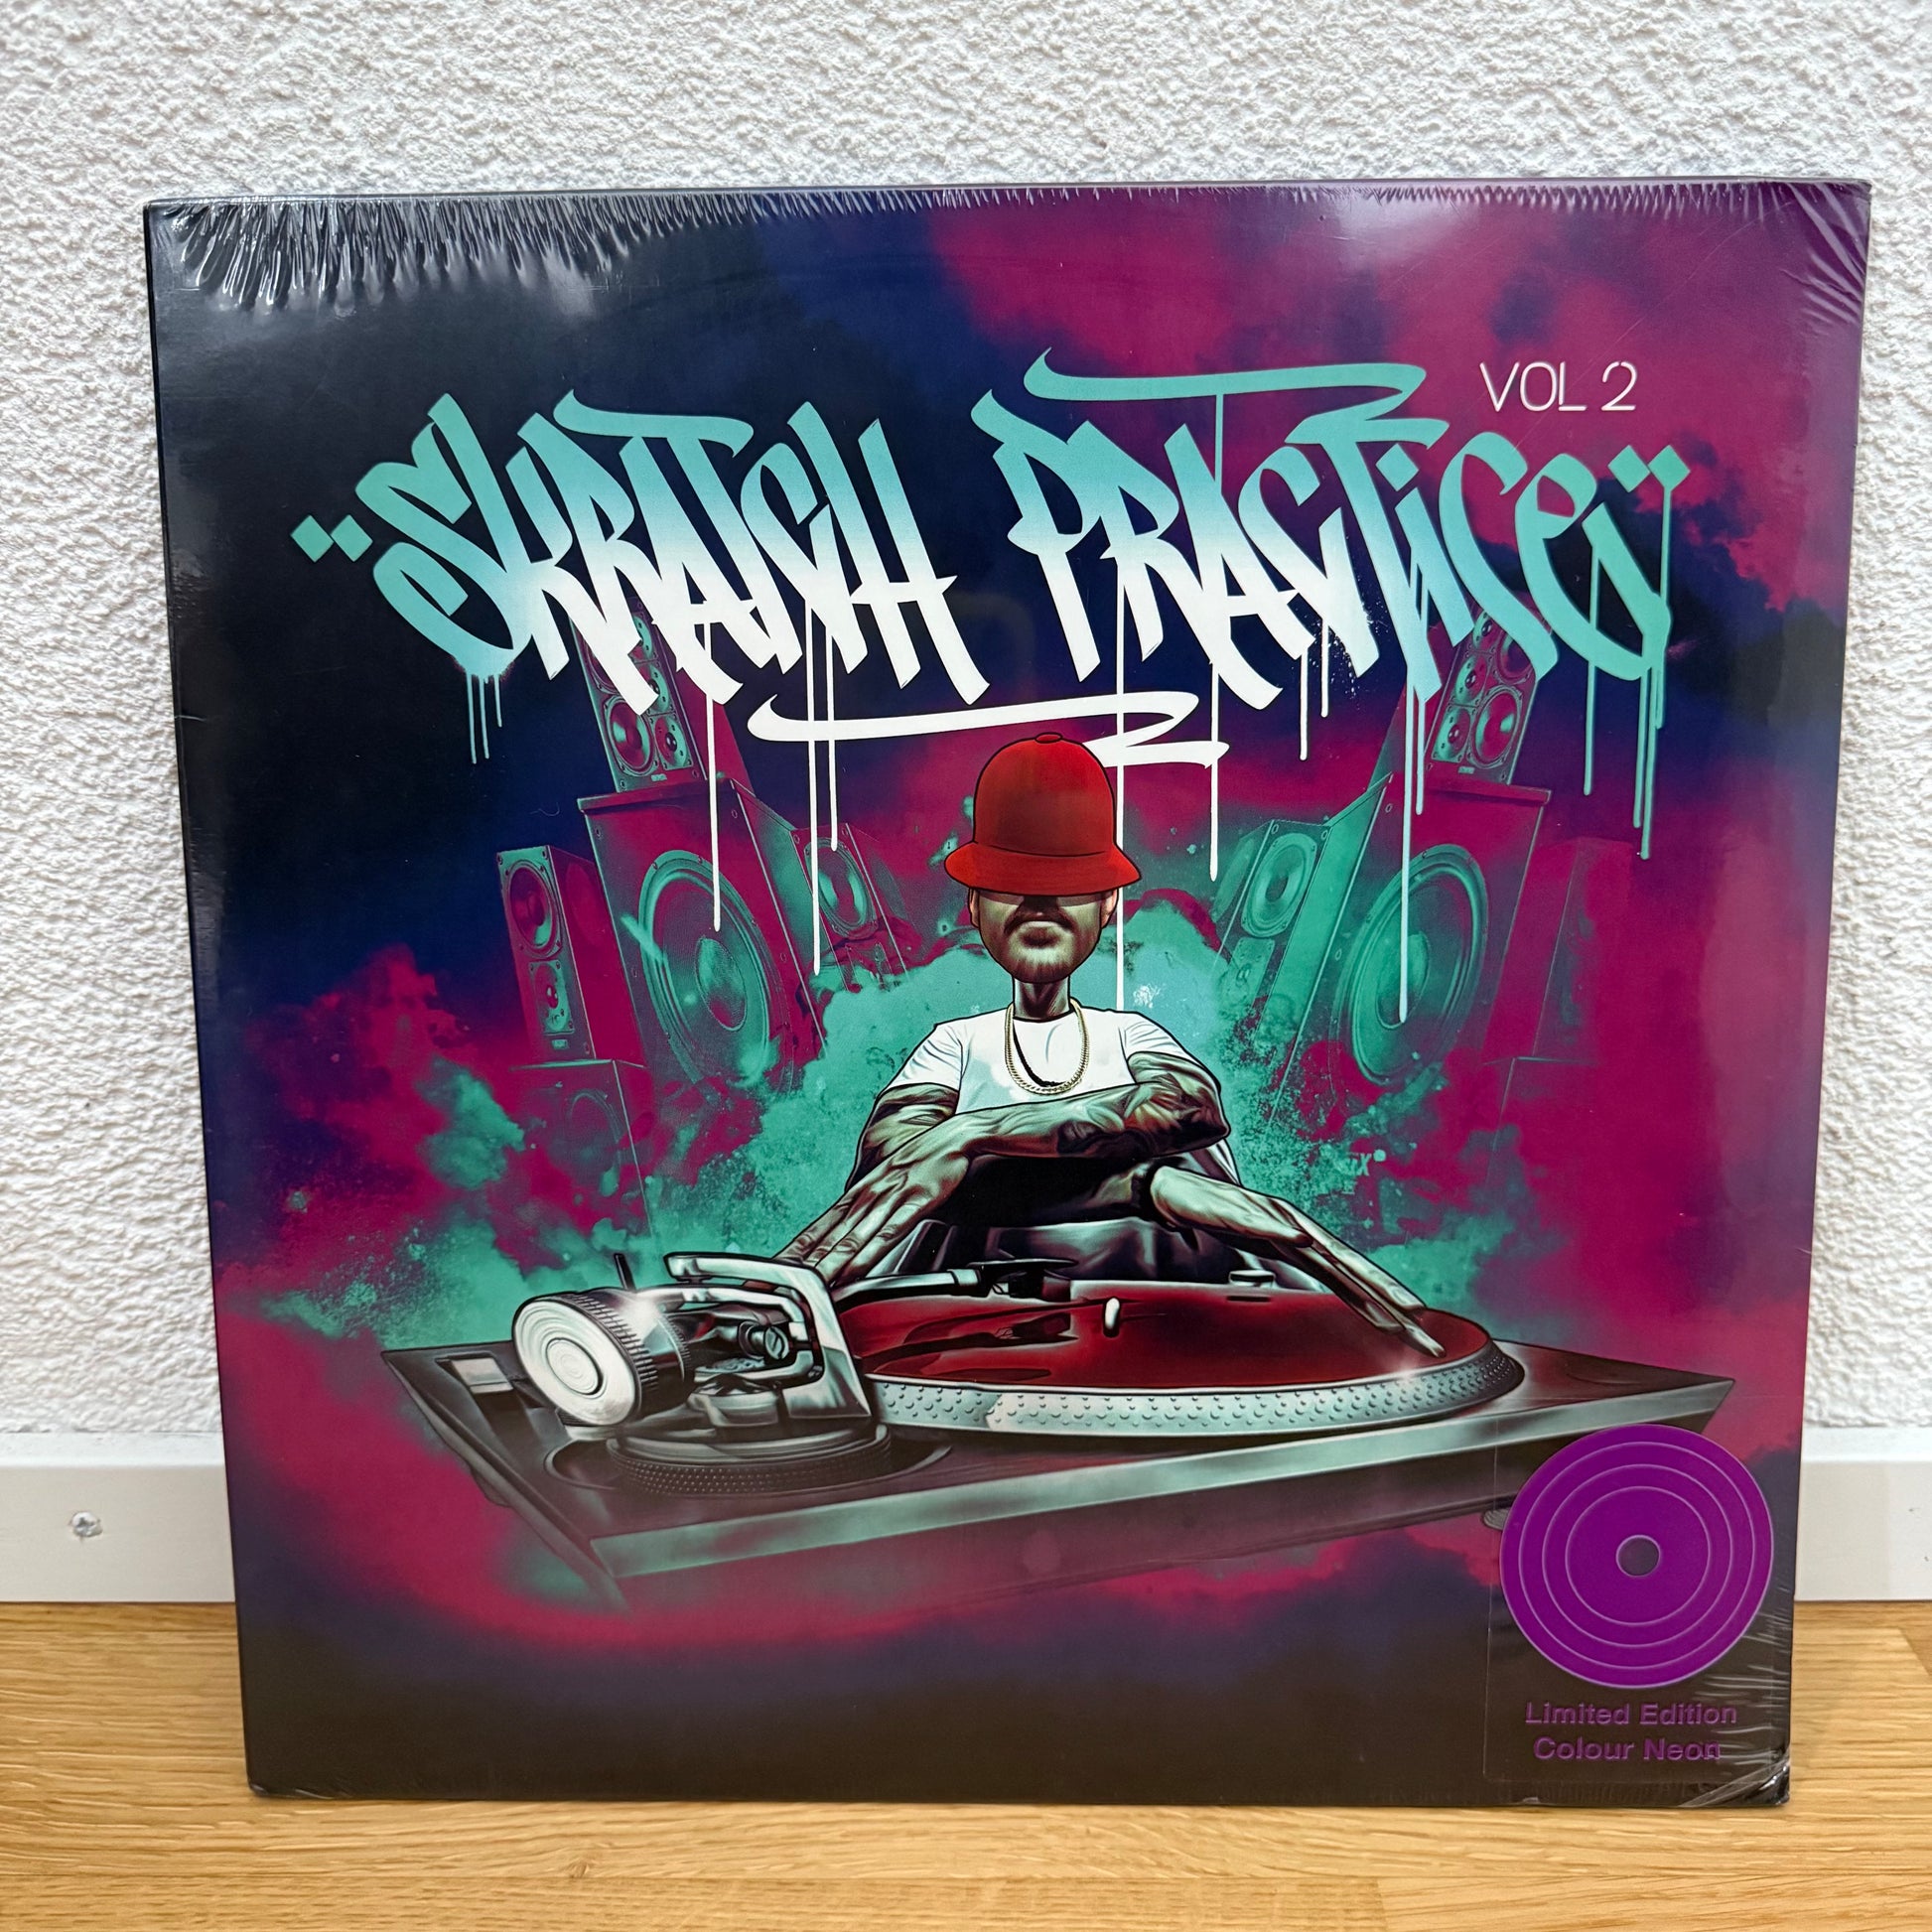 VOL 2
SKRATCH PRACTICE
Limited Edition
Colour Neon